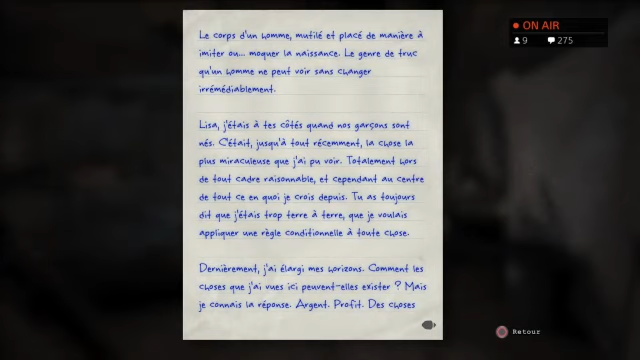 ON AIR
9 275
Le corps d'un homme, mutilé et placé de manière à
imiter ou... moquer la naissance. Le genre de truc
qu'un homme ne peut voir sans changer
irrémédiablement.
Lisa, j'étais à tes côtés quand nos garçons sont
nés. C'était, jusqu'à tout récemment, la chose la
plus miraculeuse que j'ai pu voir. Totalement hors
de tout cadre raisonnable, et cependant au centre
de tout ce en quoi je crois depuis. Tu as toujours
dit que j'étais trop terre à terre, que je voulais
appliquer une règle conditionnelle à toute chose.
Dernièrement, j'ai élargi mes horizons. Comment les
choses que j'ai vues ici peuvent-elles exister ? Mais
je connais la réponse. Argent. Profit. Des choses
Retour